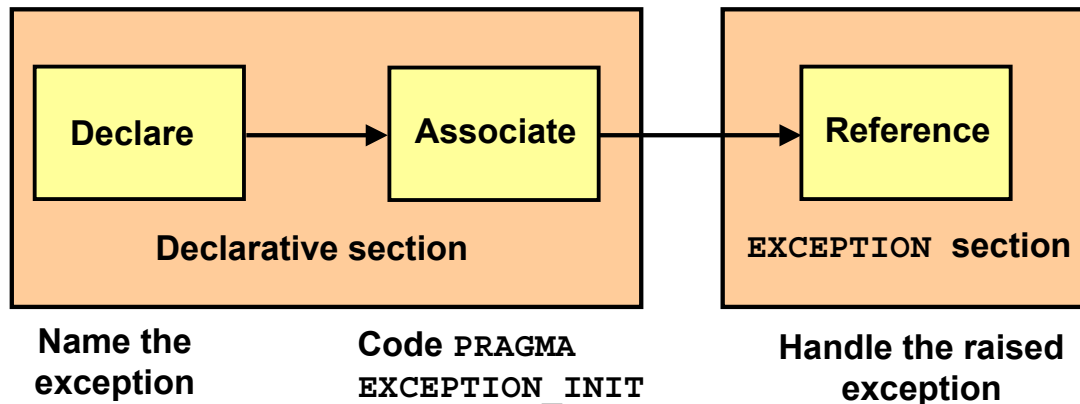 Declare
Associate
Reference
Declarative section
EXCEPTION section
Name the
exception
Code PRAGMA
EXCEPTION_INIT
Handle the raised
exception